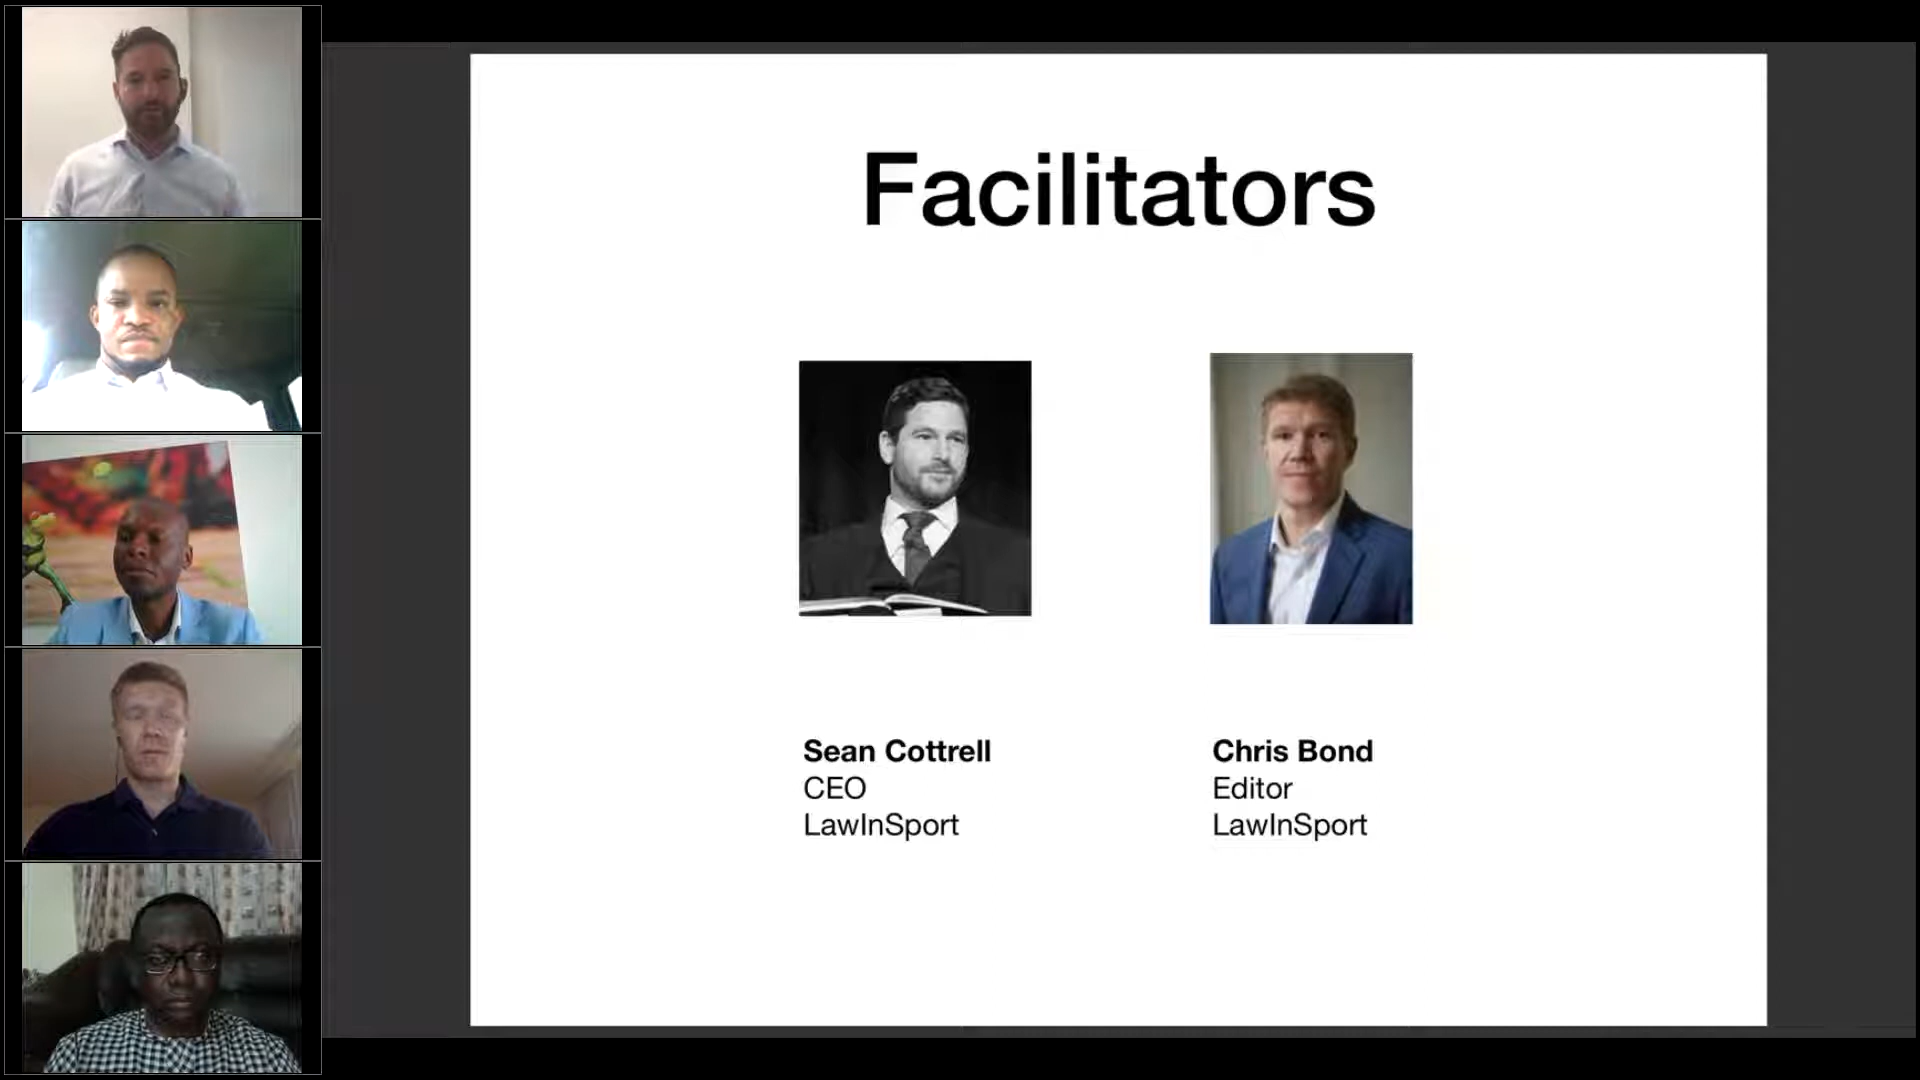 Facilitators
Sean Cottrell
CEO
LawInSport
Chris Bond
Editor
LawInSport